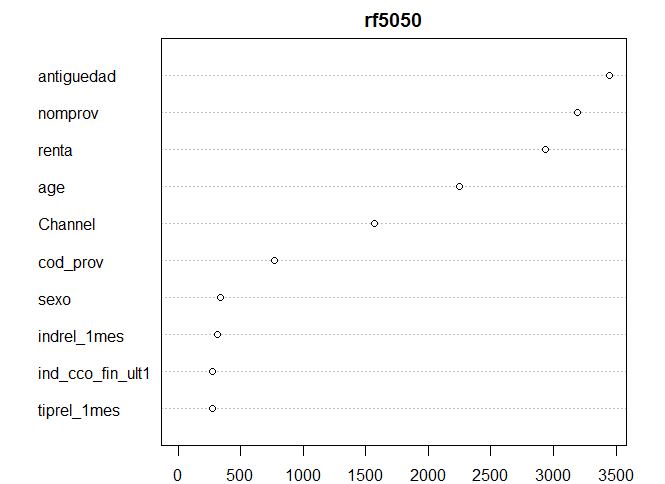 rf5050
antiguedad
nomprov
renta
age
Channel
cod_prov
sexo
indrel_1mes
ind_cco_fin_ult1
tiprel_1mes
0 500 1000 1500 2000 2500 3000 3500